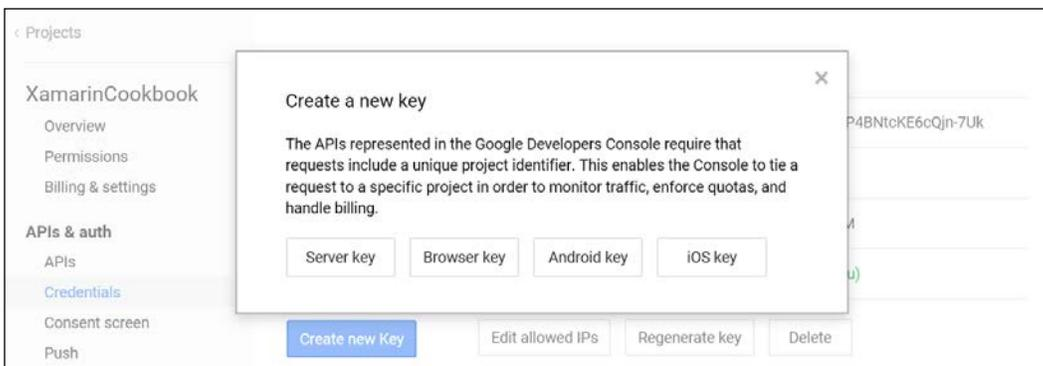 ‹ Projects
XamarinCookbook
Overview
Permissions
Billing & settings
APIs & auth
APIs
Credentials
Consent screen
Push
Create a new key
The APIs represented in the Google Developers Console require that
requests include a unique project identifier. This enables the Console to tie a
request to a specific project in order to monitor traffic, enforce quotas, and
handle billing.
Server key Browser key Android key iOS key
P4BNtcKE6cQjn-7Uk
u)
Create new Key Edit allowed IPs Regenerate key Delete